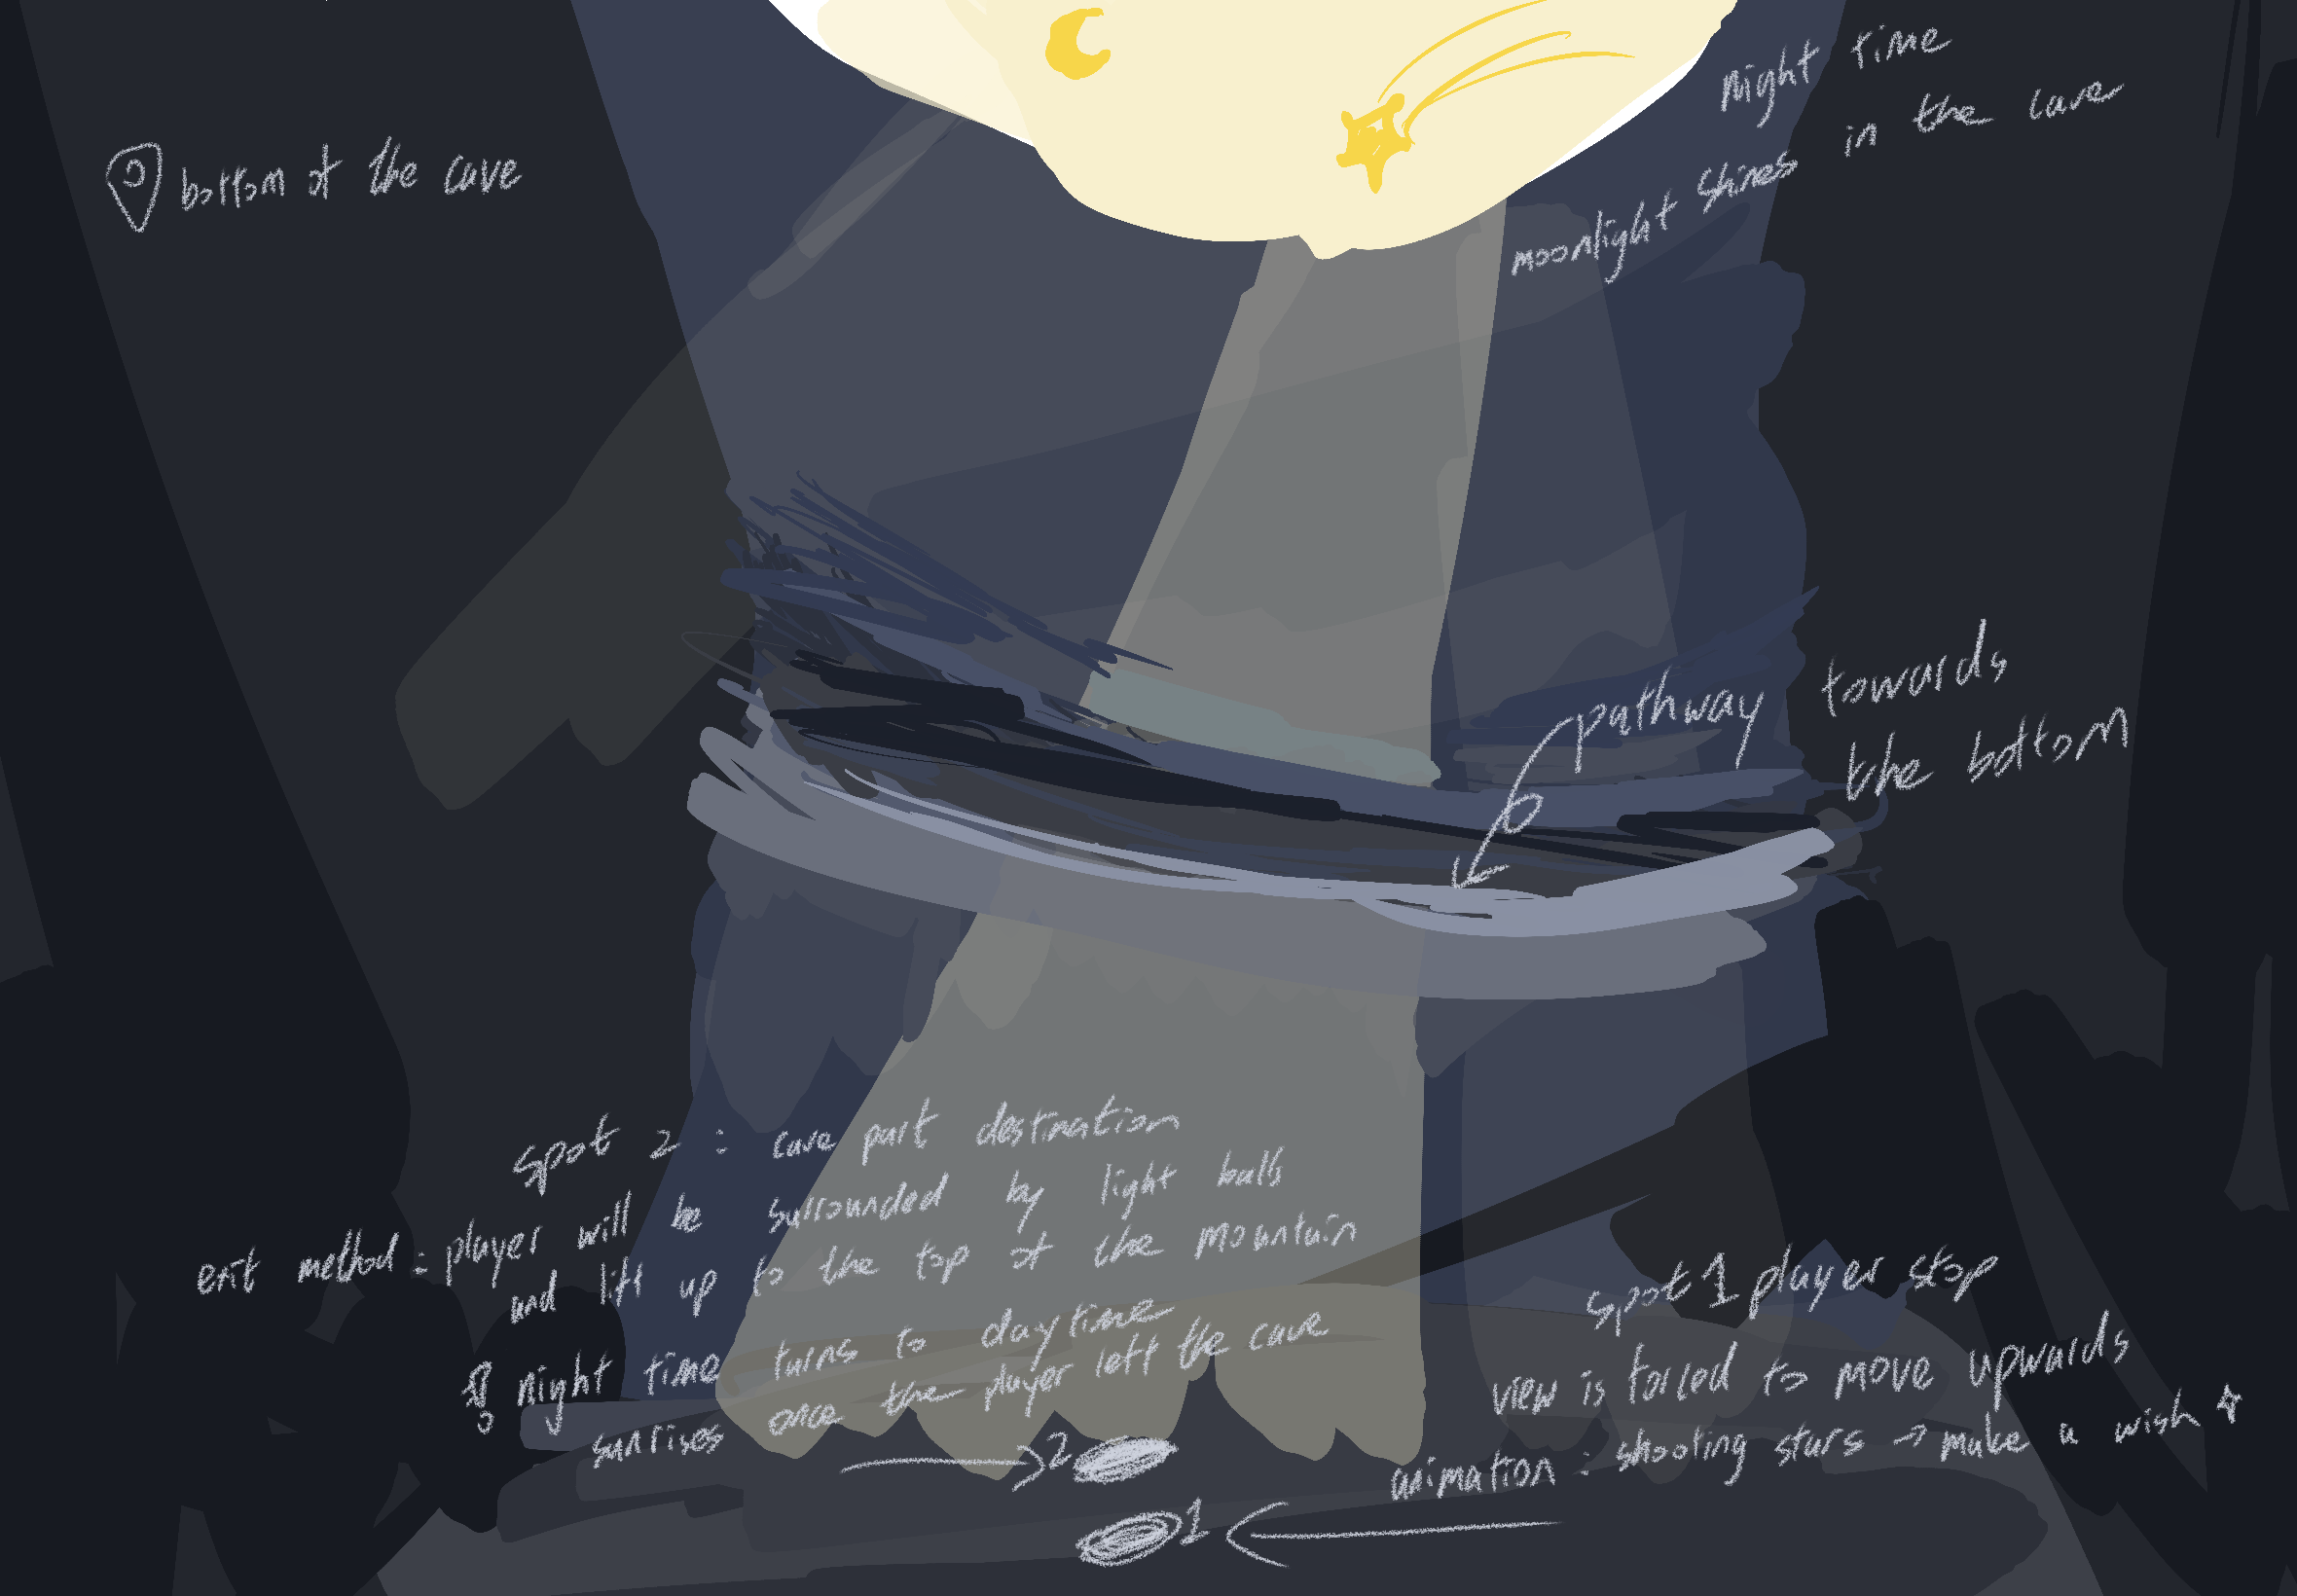 night time
moonlight shines in the cave
bottom of the cave
pathway towards
the bottom
spot 2 : cave part destination
exit method : player will be surrounded by light balls
and lift up to the top of the mountain
! night time turns to daytime
sunrises once the player left the cave
2
spot 1 player stop
view is forced to move upwards
animation : shooting stars → make a wish
1